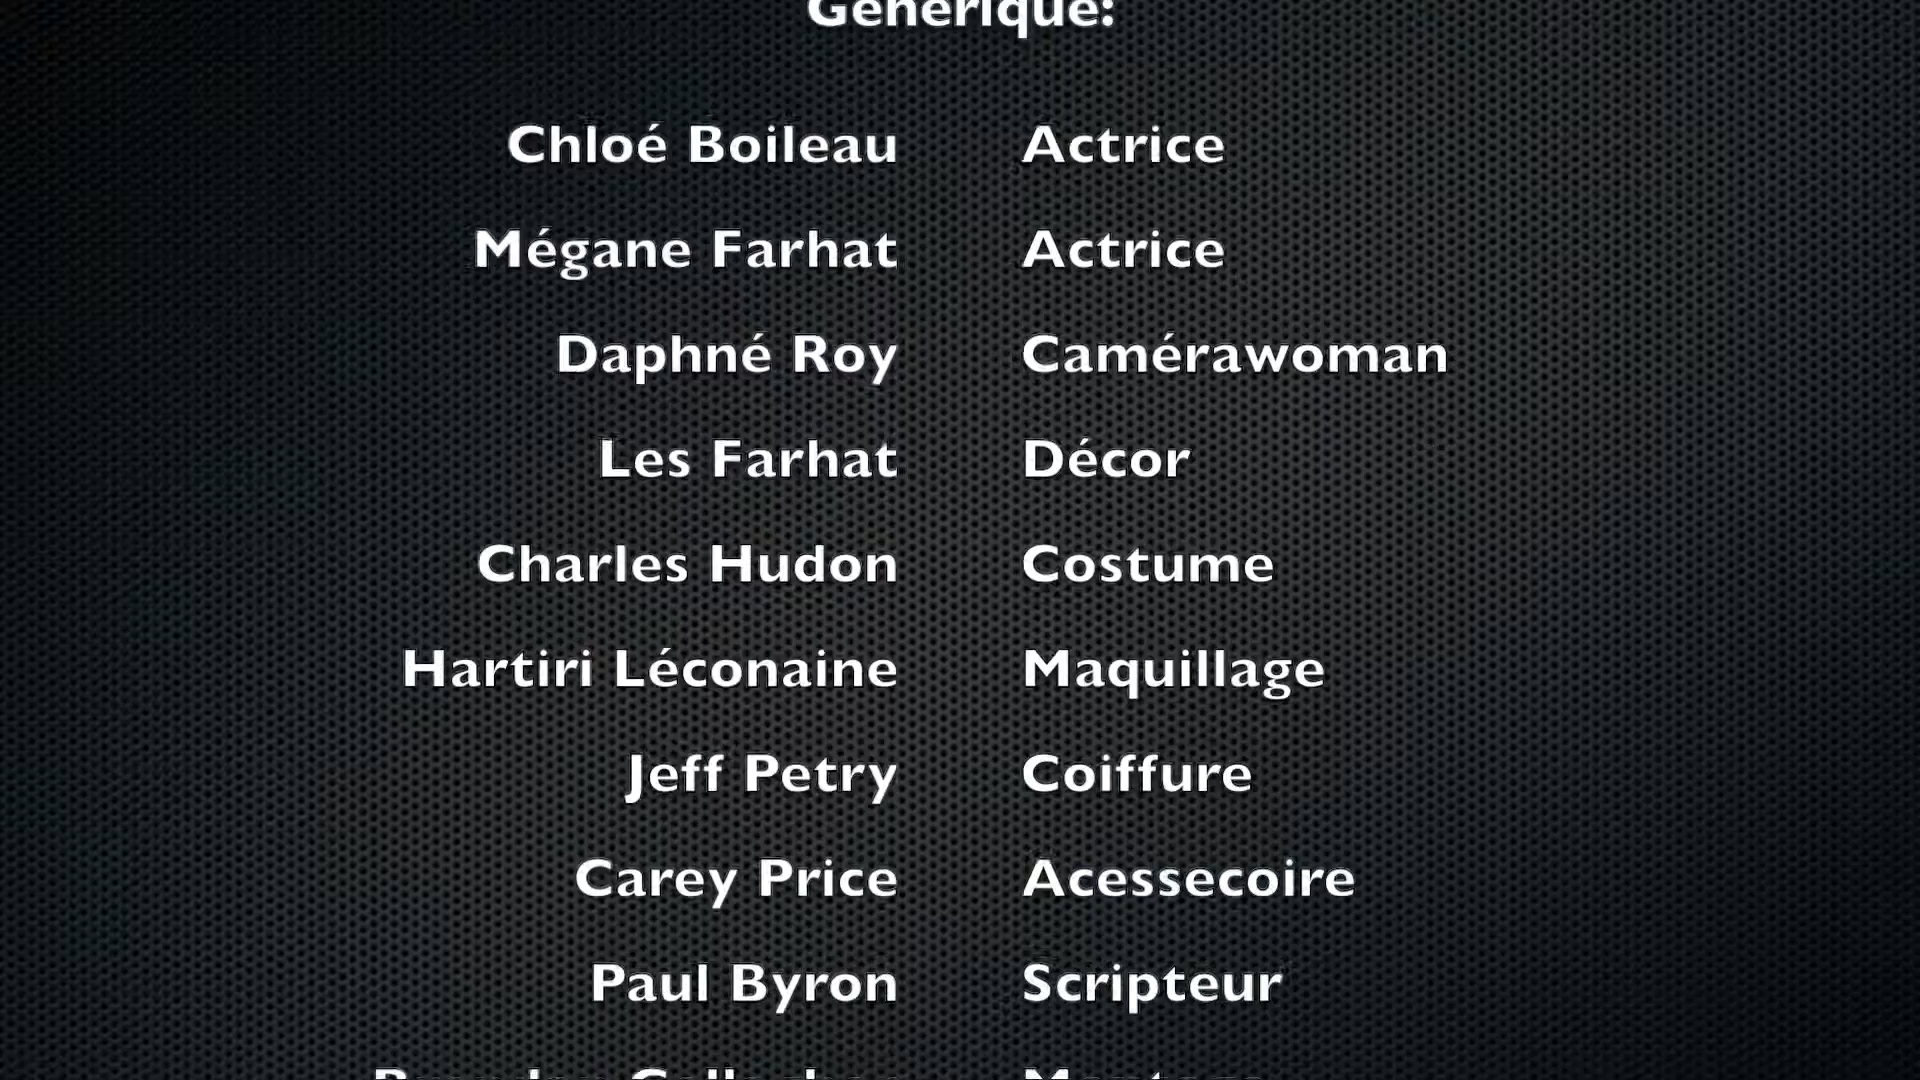 Générique:
Chloé Boileau Actrice
Mégane Farhat Actrice
Daphné Roy Camérawoman
Les Farhat Décor
Charles Hudon Costume
Hartiri Léconaine Maquillage
Jeff Petry Coiffure
Carey Price Acessecoire
Paul Byron Scripteur